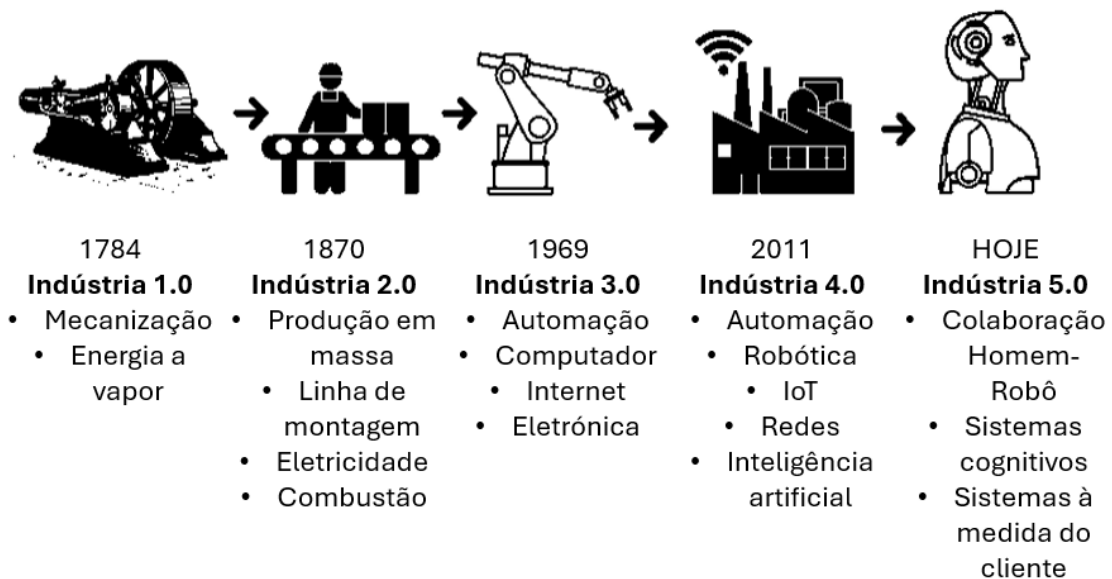 1784
Indústria 1.0
• Mecanização
• Energia a
vapor
1870
Indústria 2.0
• Produção em
massa
• Linha de
montagem
• Eletricidade
• Combustão
1969
Indústria 3.0
• Automação
• Computador
• Internet
• Eletrónica
2011
Indústria 4.0
• Automação
• Robótica
• IoT
• Redes
• Inteligência
artificial
HOJE
Indústria 5.0
• Colaboração
Homem-
Robô
• Sistemas
cognitivos
• Sistemas à
medida do
cliente